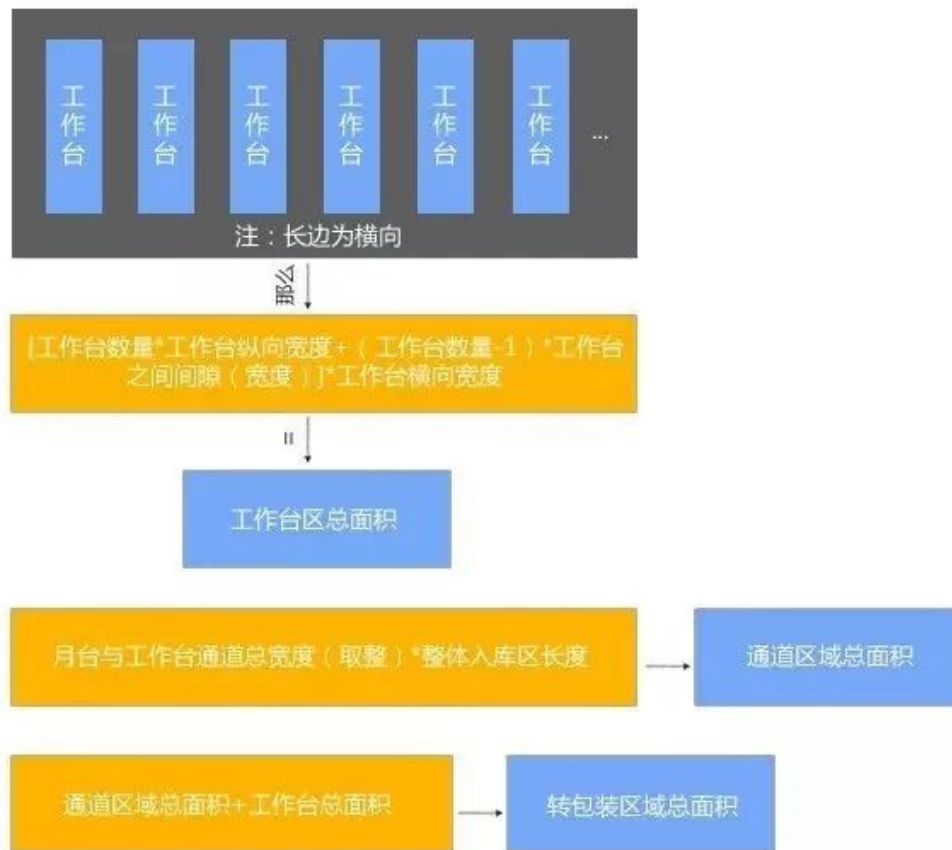 工作台
工作台
工作台
工作台
工作台
工作台
...
注：长边为横向
那么
[工作台数量*工作台纵向宽度+（工作台数量-1）*工作台
之间间隙（宽度）]*工作台横向宽度
=
工作台区总面积
月台与工作台通道总宽度（取整）*整体入库区长度
通道区域总面积
通道区域总面积+工作台总面积
转包装区域总面积